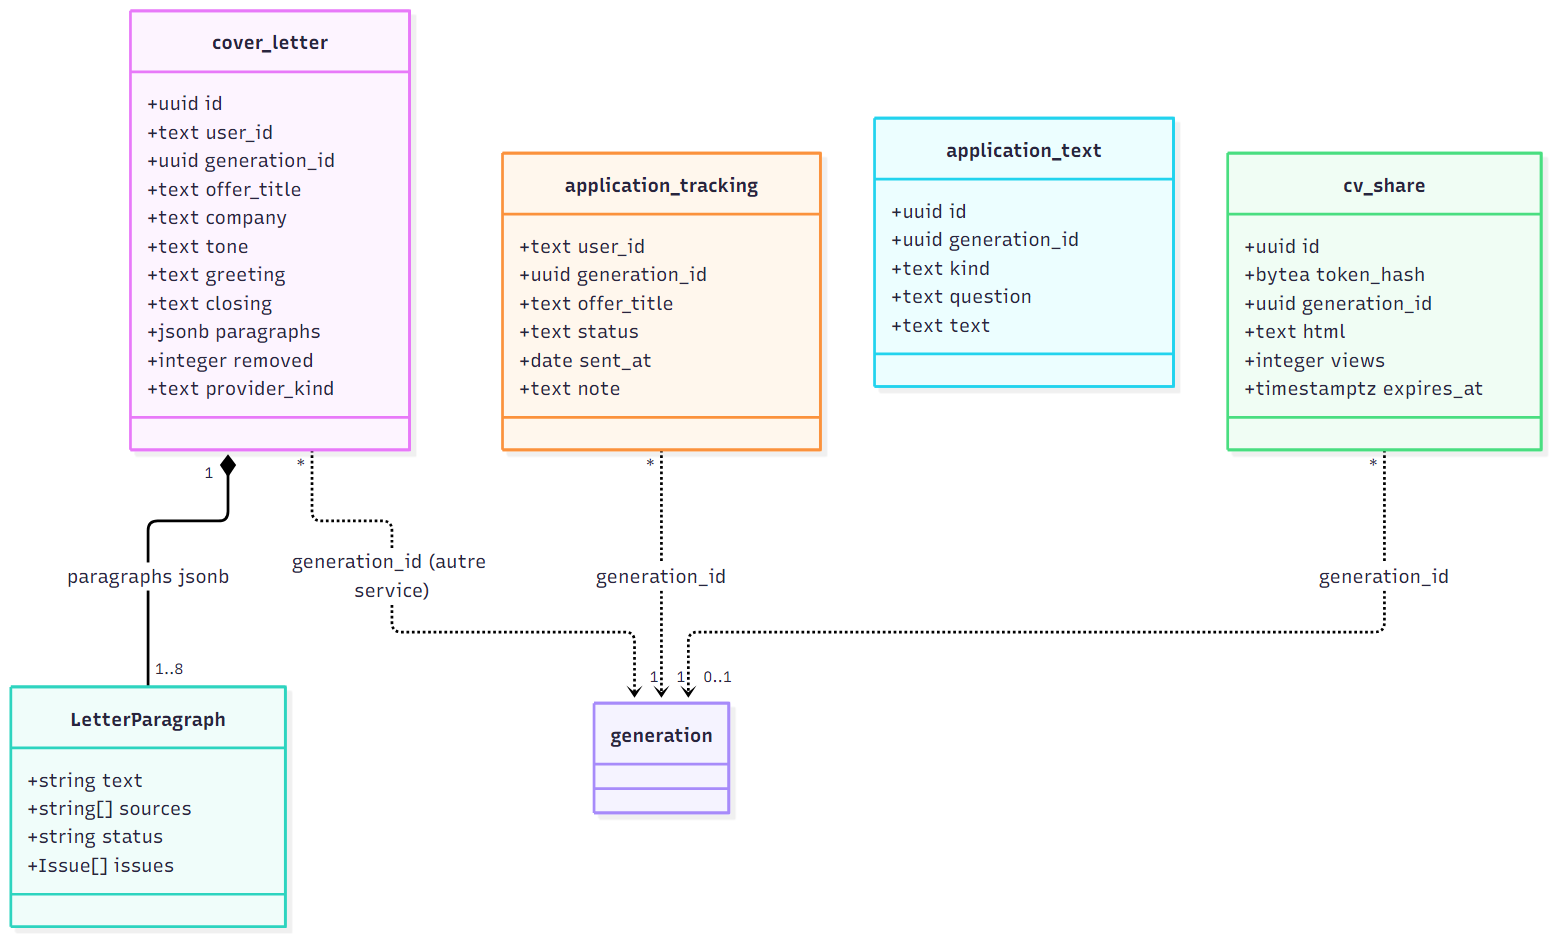 cover_letter
+uuid id
+text user_id
+uuid generation_id
+text offer_title
+text company
+text tone
+text greeting
+text closing
+jsonb paragraphs
+integer removed
+text provider_kind
application_tracking
+text user_id
+uuid generation_id
+text offer_title
+text status
+date sent_at
+text note
application_text
+uuid id
+uuid generation_id
+text kind
+text question
+text text
cv_share
+uuid id
+bytea token_hash
+uuid generation_id
+text html
+integer views
+timestamptz expires_at
1
*
*
*
paragraphs jsonb
generation_id (autre
service)
generation_id
generation_id
1..8
1
1
0..1
LetterParagraph
+string text
+string[] sources
+string status
+Issue[] issues
generation